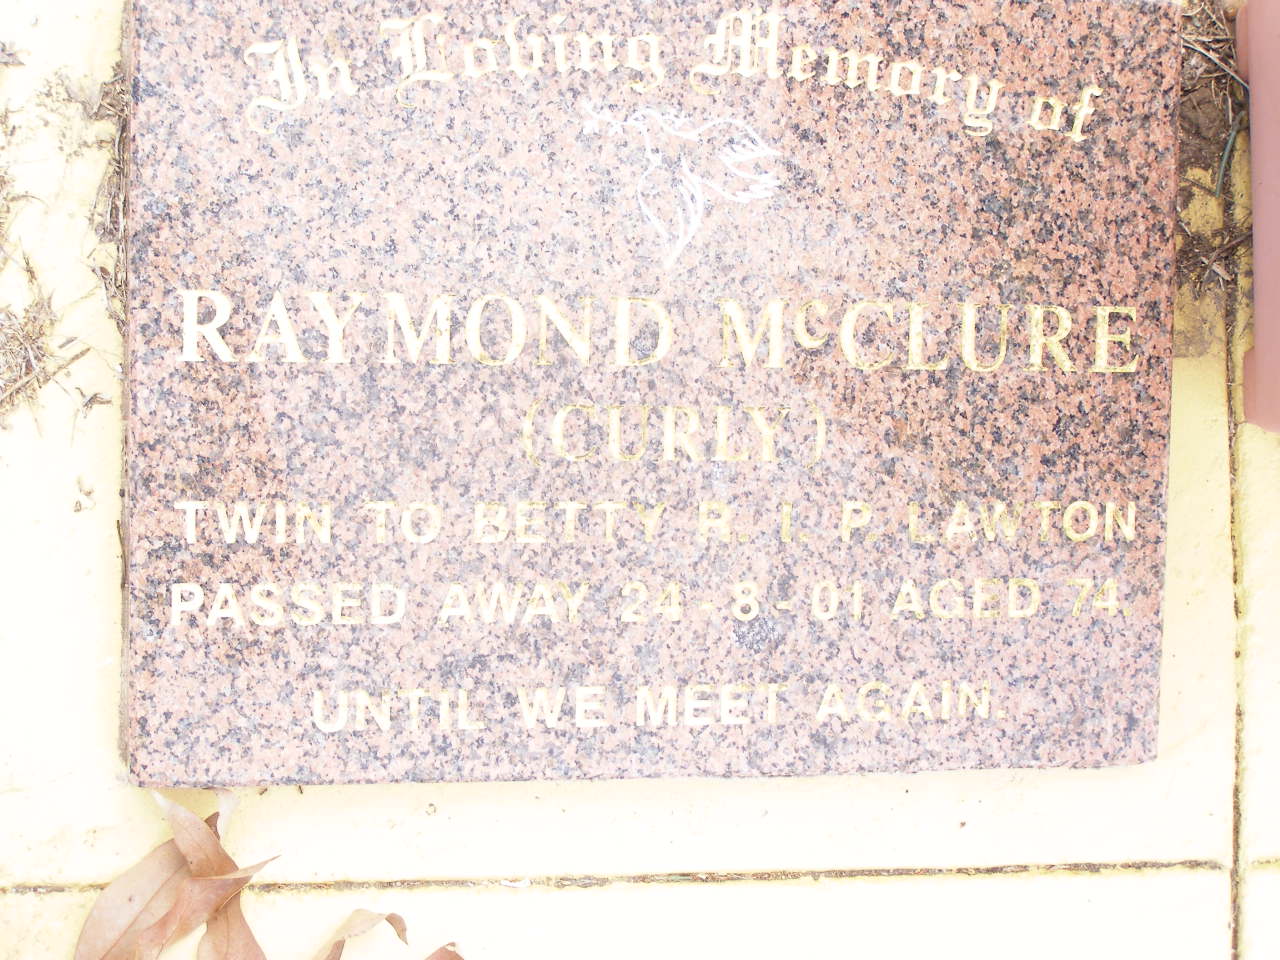 In Loving Memory of
RAYMOND McCLURE
(CURLY)
TWIN TO BETTY R. I. P. LAWTON
PASSED AWAY 24-8-01 AGED 74.
UNTIL WE MEET AGAIN.